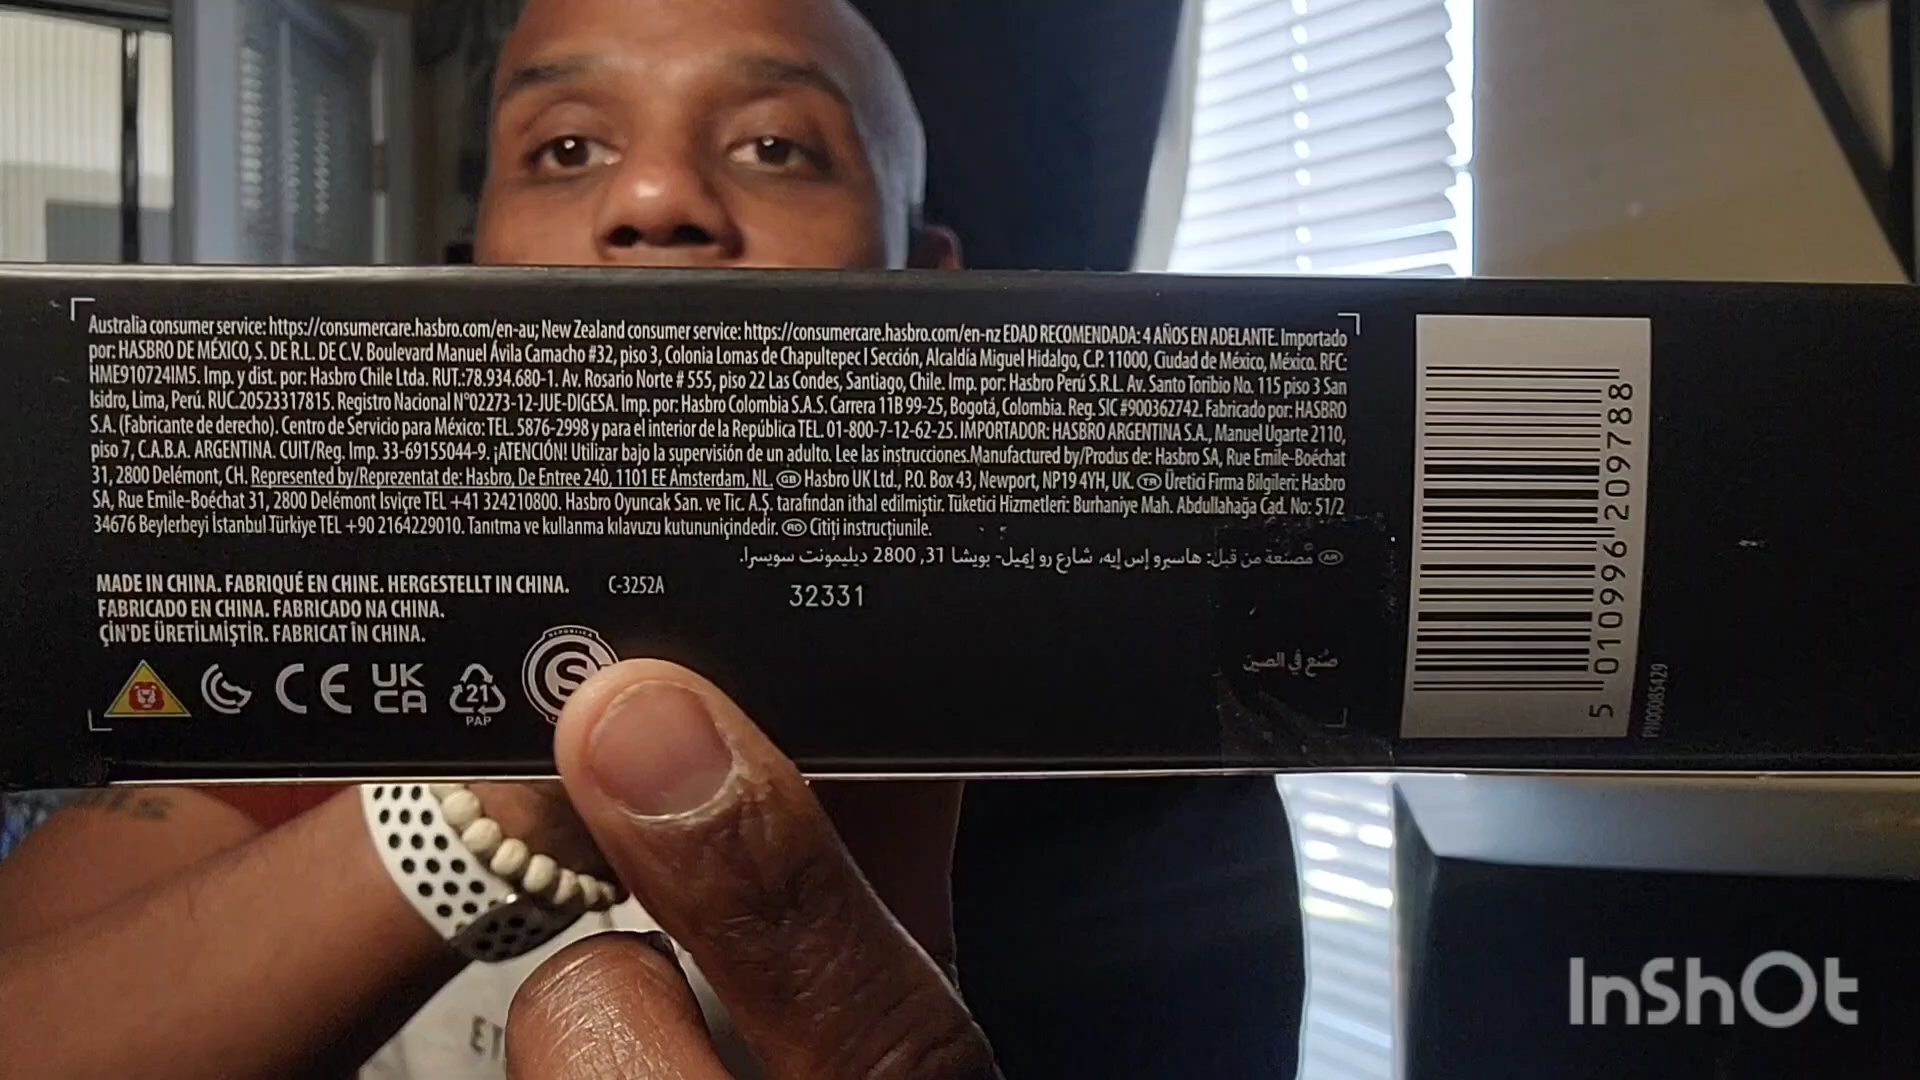 Australia consumer service: https://consumercare.hasbro.com/en-au; New Zealand consumer service: https://consumercare.hasbro.com/en-nz EDAD RECOMENDADA: 4 AÑOS EN ADELANTE. Importado
por: HASBRO DE MÉXICO, S. DE R.L. DE C.V. Boulevard Manuel Ávila Camacho #32, piso 3, Colonia Lomas de Chapultepec I Sección, Alcaldía Miguel Hidalgo, C.P. 11000, Ciudad de México, México. RFC:
HME910724IM5. Imp. y dist. por: Hasbro Chile Ltda. RUT.:78.934.680-1. Av. Rosario Norte # 555, piso 22 Las Condes, Santiago, Chile. Imp. por: Hasbro Perú S.R.L. Av. Santo Toribio No. 115 piso 3 San
Isidro, Lima, Perú. RUC.20523317815. Registro Nacional N°02273-12-JUE-DIGESA. Imp. por: Hasbro Colombia S.A.S. Carrera 11B 99-25, Bogotá, Colombia. Reg. SIC #900362742. Fabricado por: HASBRO
S.A. (Fabricante de derecho). Centro de Servicio para México: TEL. 5876-2998 y para el interior de la República TEL. 01-800-7-12-62-25. IMPORTADOR: HASBRO ARGENTINA S.A., Manuel Ugarte 2110,
piso 7, C.A.B.A. ARGENTINA. CUIT/Reg. Imp. 33-69155044-9. ¡ATENCIÓN! Utilizar bajo la supervisión de un adulto. Lee las instrucciones.Manufactured by/Produs de: Hasbro SA, Rue Emile-Boéchat
31, 2800 Delémont, CH. Represented by/Reprezentat de: Hasbro, De Entree 240, 1101 EE Amsterdam, NL. GB Hasbro UK Ltd., P.O. Box 43, Newport, NP19 4YH, UK. TR Üretici Firma Bilgileri: Hasbro
SA, Rue Emile-Boéchat 31, 2800 Delémont İsviçre TEL +41 324210800. Hasbro Oyuncak San. ve Tic. A.Ş. tarafından ithal edilmiştir. Tüketici Hizmetleri: Burhaniye Mah. Abdullahağa Cad. No: 51/2
34676 Beylerbeyi İstanbul Türkiye TEL +90 2164229010. Tanıtma ve kullanma kılavuzu kutununiçindedir. RO Citiți instrucțiunile.
AR مصنعة من قبل: هاسبرو إس إيه، شارع رو إميل- بويشا 31, 2800 ديليمونت سويسرا.
MADE IN CHINA. FABRIQUÉ EN CHINE. HERGESTELLT IN CHINA. C-3252A
32331
FABRICADO EN CHINA. FABRICADO NA CHINA.
ÇİN'DE ÜRETİLMİŞTİR. FABRICAT ÎN CHINA.
صُنع في الصين
CE
UK
CA
21
PAP
S
5 010996 209788
PI000085429
InShOt